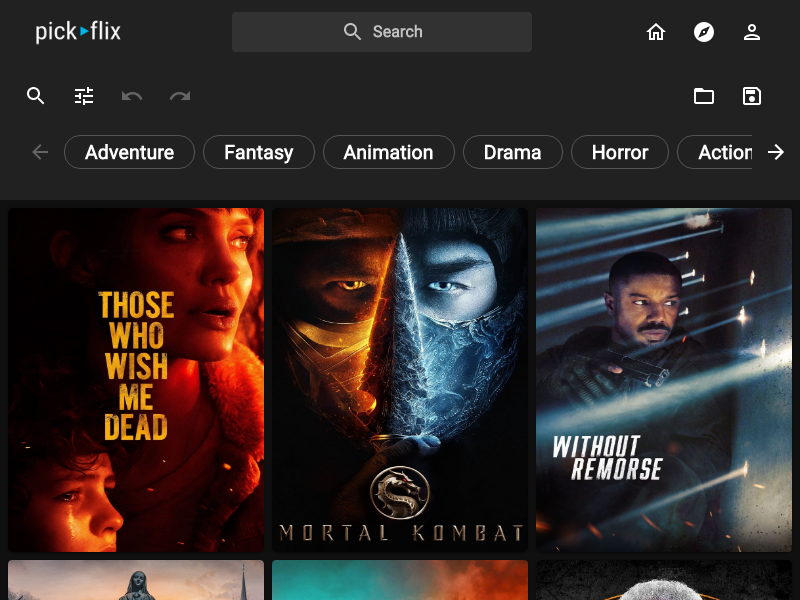 pick flix
Search
Adventure
Fantasy
Animation
Drama
Horror
Action
THOSE
WHO
WISH
ME
DEAD
MORTAL KOMBAT
WITHOUT
REMORSE